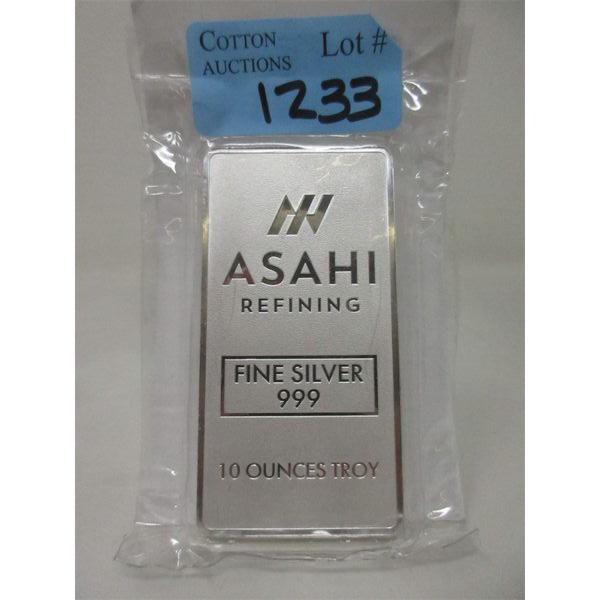 COTTON AUCTIONS Lot #
1233
ASAHI
REFINING
FINE SILVER
999
10 OUNCES TROY